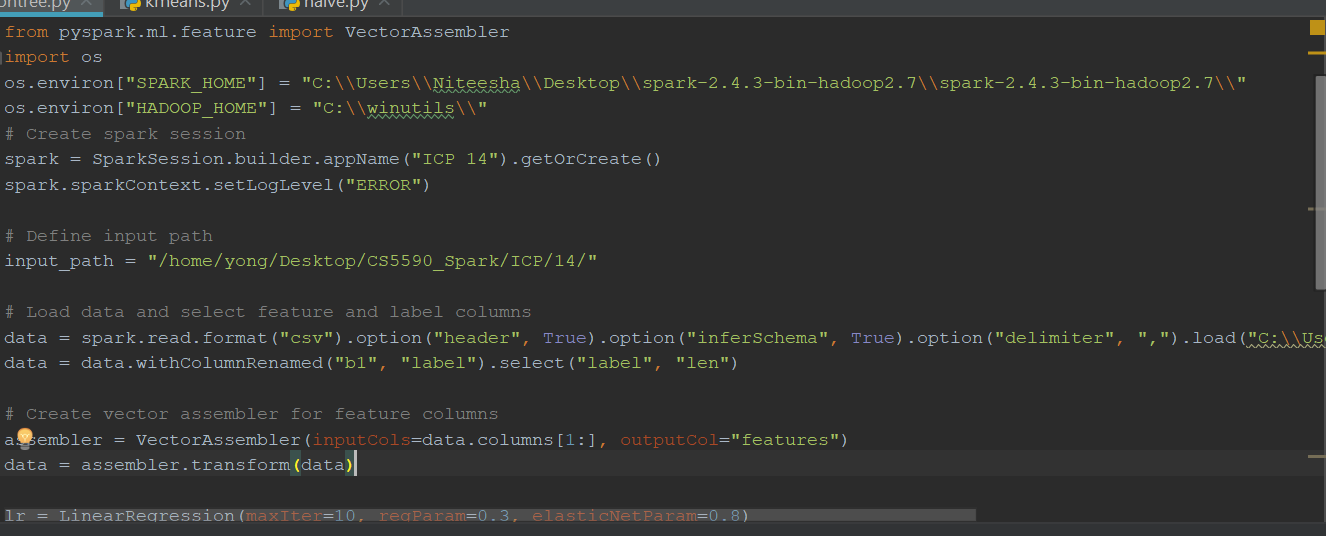 ontree.py kmeans.py naive.py
from pyspark.ml.feature import VectorAssembler
import os
os.environ["SPARK_HOME"] = "C:\\Users\\Niteesha\\Desktop\\spark-2.4.3-bin-hadoop2.7\\spark-2.4.3-bin-hadoop2.7\\"
os.environ["HADOOP_HOME"] = "C:\\winutils\\"
# Create spark session
spark = SparkSession.builder.appName("ICP 14").getOrCreate()
spark.sparkContext.setLogLevel("ERROR")
# Define input path
input_path = "/home/yong/Desktop/CS5590_Spark/ICP/14/"
# Load data and select feature and label columns
data = spark.read.format("csv").option("header", True).option("inferSchema", True).option("delimiter", ",").load("C:\\Us
data = data.withColumnRenamed("b1", "label").select("label", "len")
# Create vector assembler for feature columns
assembler = VectorAssembler(inputCols=data.columns[1:], outputCol="features")
data = assembler.transform(data)
lr = LinearRegression(maxIter=10, regParam=0.3, elasticNetParam=0.8)